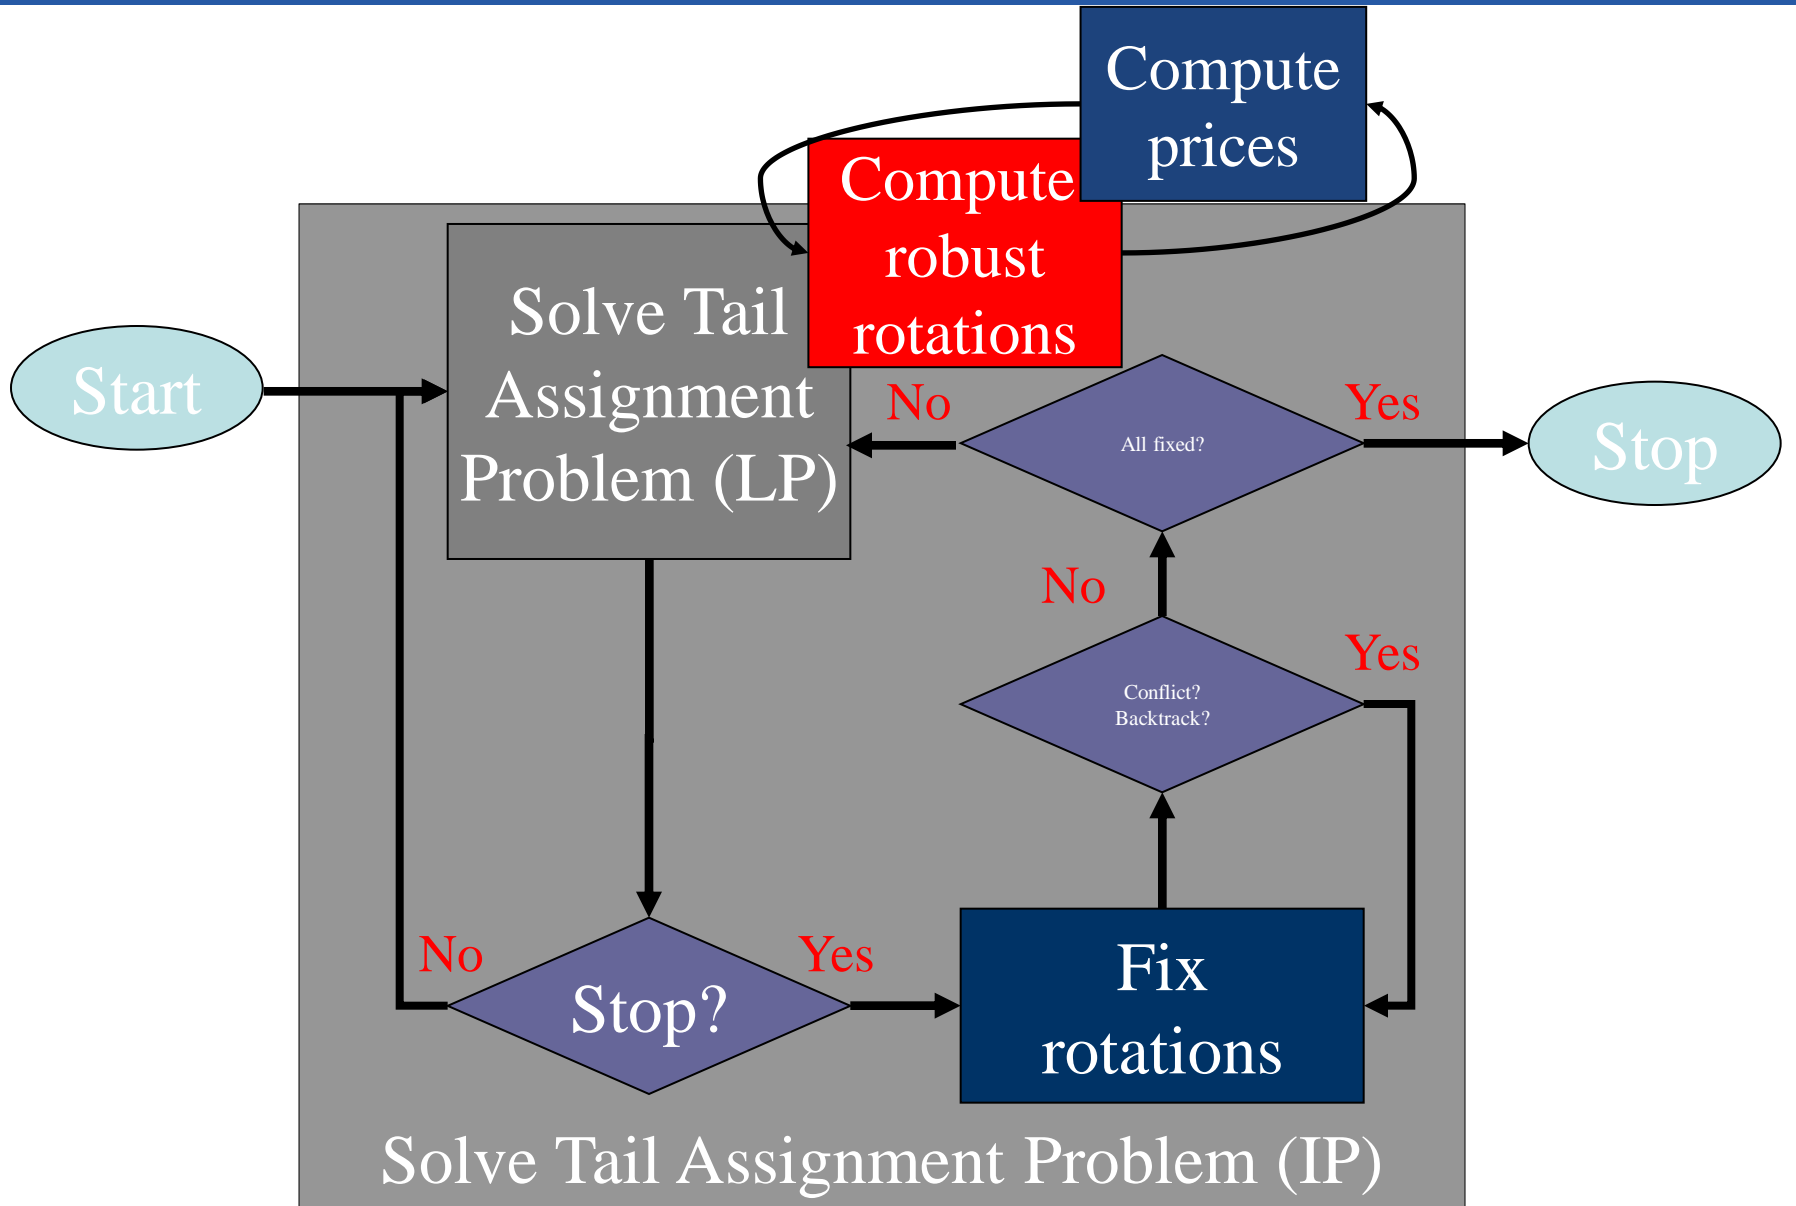 Compute
prices
Compute
robust
rotations
Solve Tail
Assignment
Problem (LP)
Start
No
All fixed?
Yes
Stop
No
Conflict?
Backtrack?
Yes
No
Stop?
Yes
Fix
rotations
Solve Tail Assignment Problem (IP)